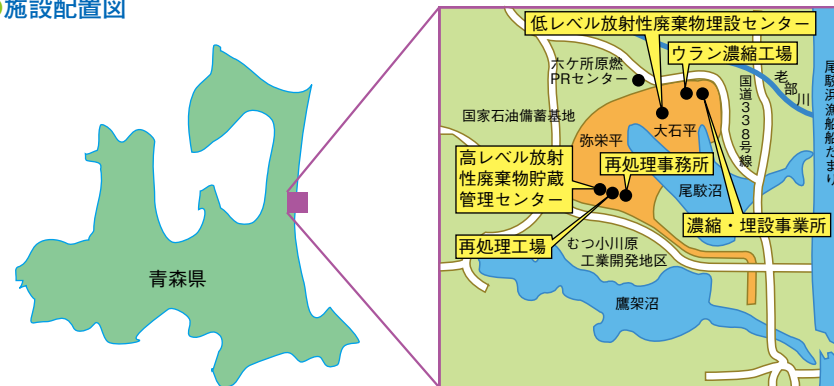 施設配置図
青森県
低レベル放射性廃棄物埋設センター
ウラン濃縮工場
六ケ所原燃
PRセンター
老部川
国道338号線
尾駮浜漁船船だまり
国家石油備蓄基地
大石平
弥栄平
高レベル放射
性廃棄物貯蔵
管理センター
再処理事務所
尾駮沼
濃縮・埋設事業所
再処理工場
むつ小川原
工業開発地区
鷹架沼